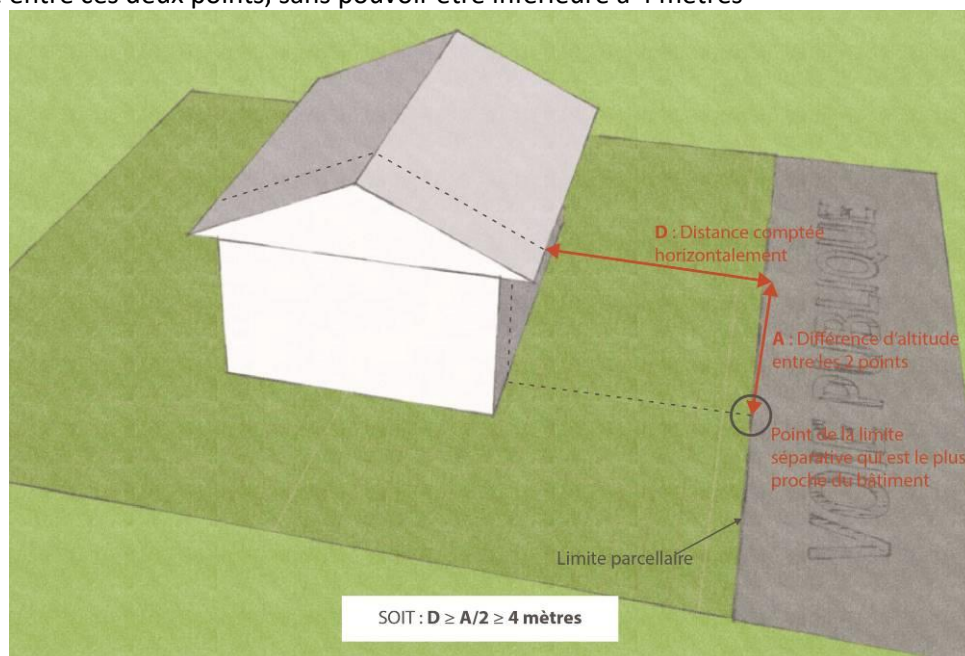 entre ces deux points, sans pouvoir être inférieure à 4 mètres
D : Distance comptée
horizontalement
A : Différence d'altitude
entre les 2 points
Point de la limite
séparative qui est le plus
proche du bâtiment
VOIE PUBLIQUE
Limite parcellaire
SOIT : D ≥ A/2 ≥ 4 mètres